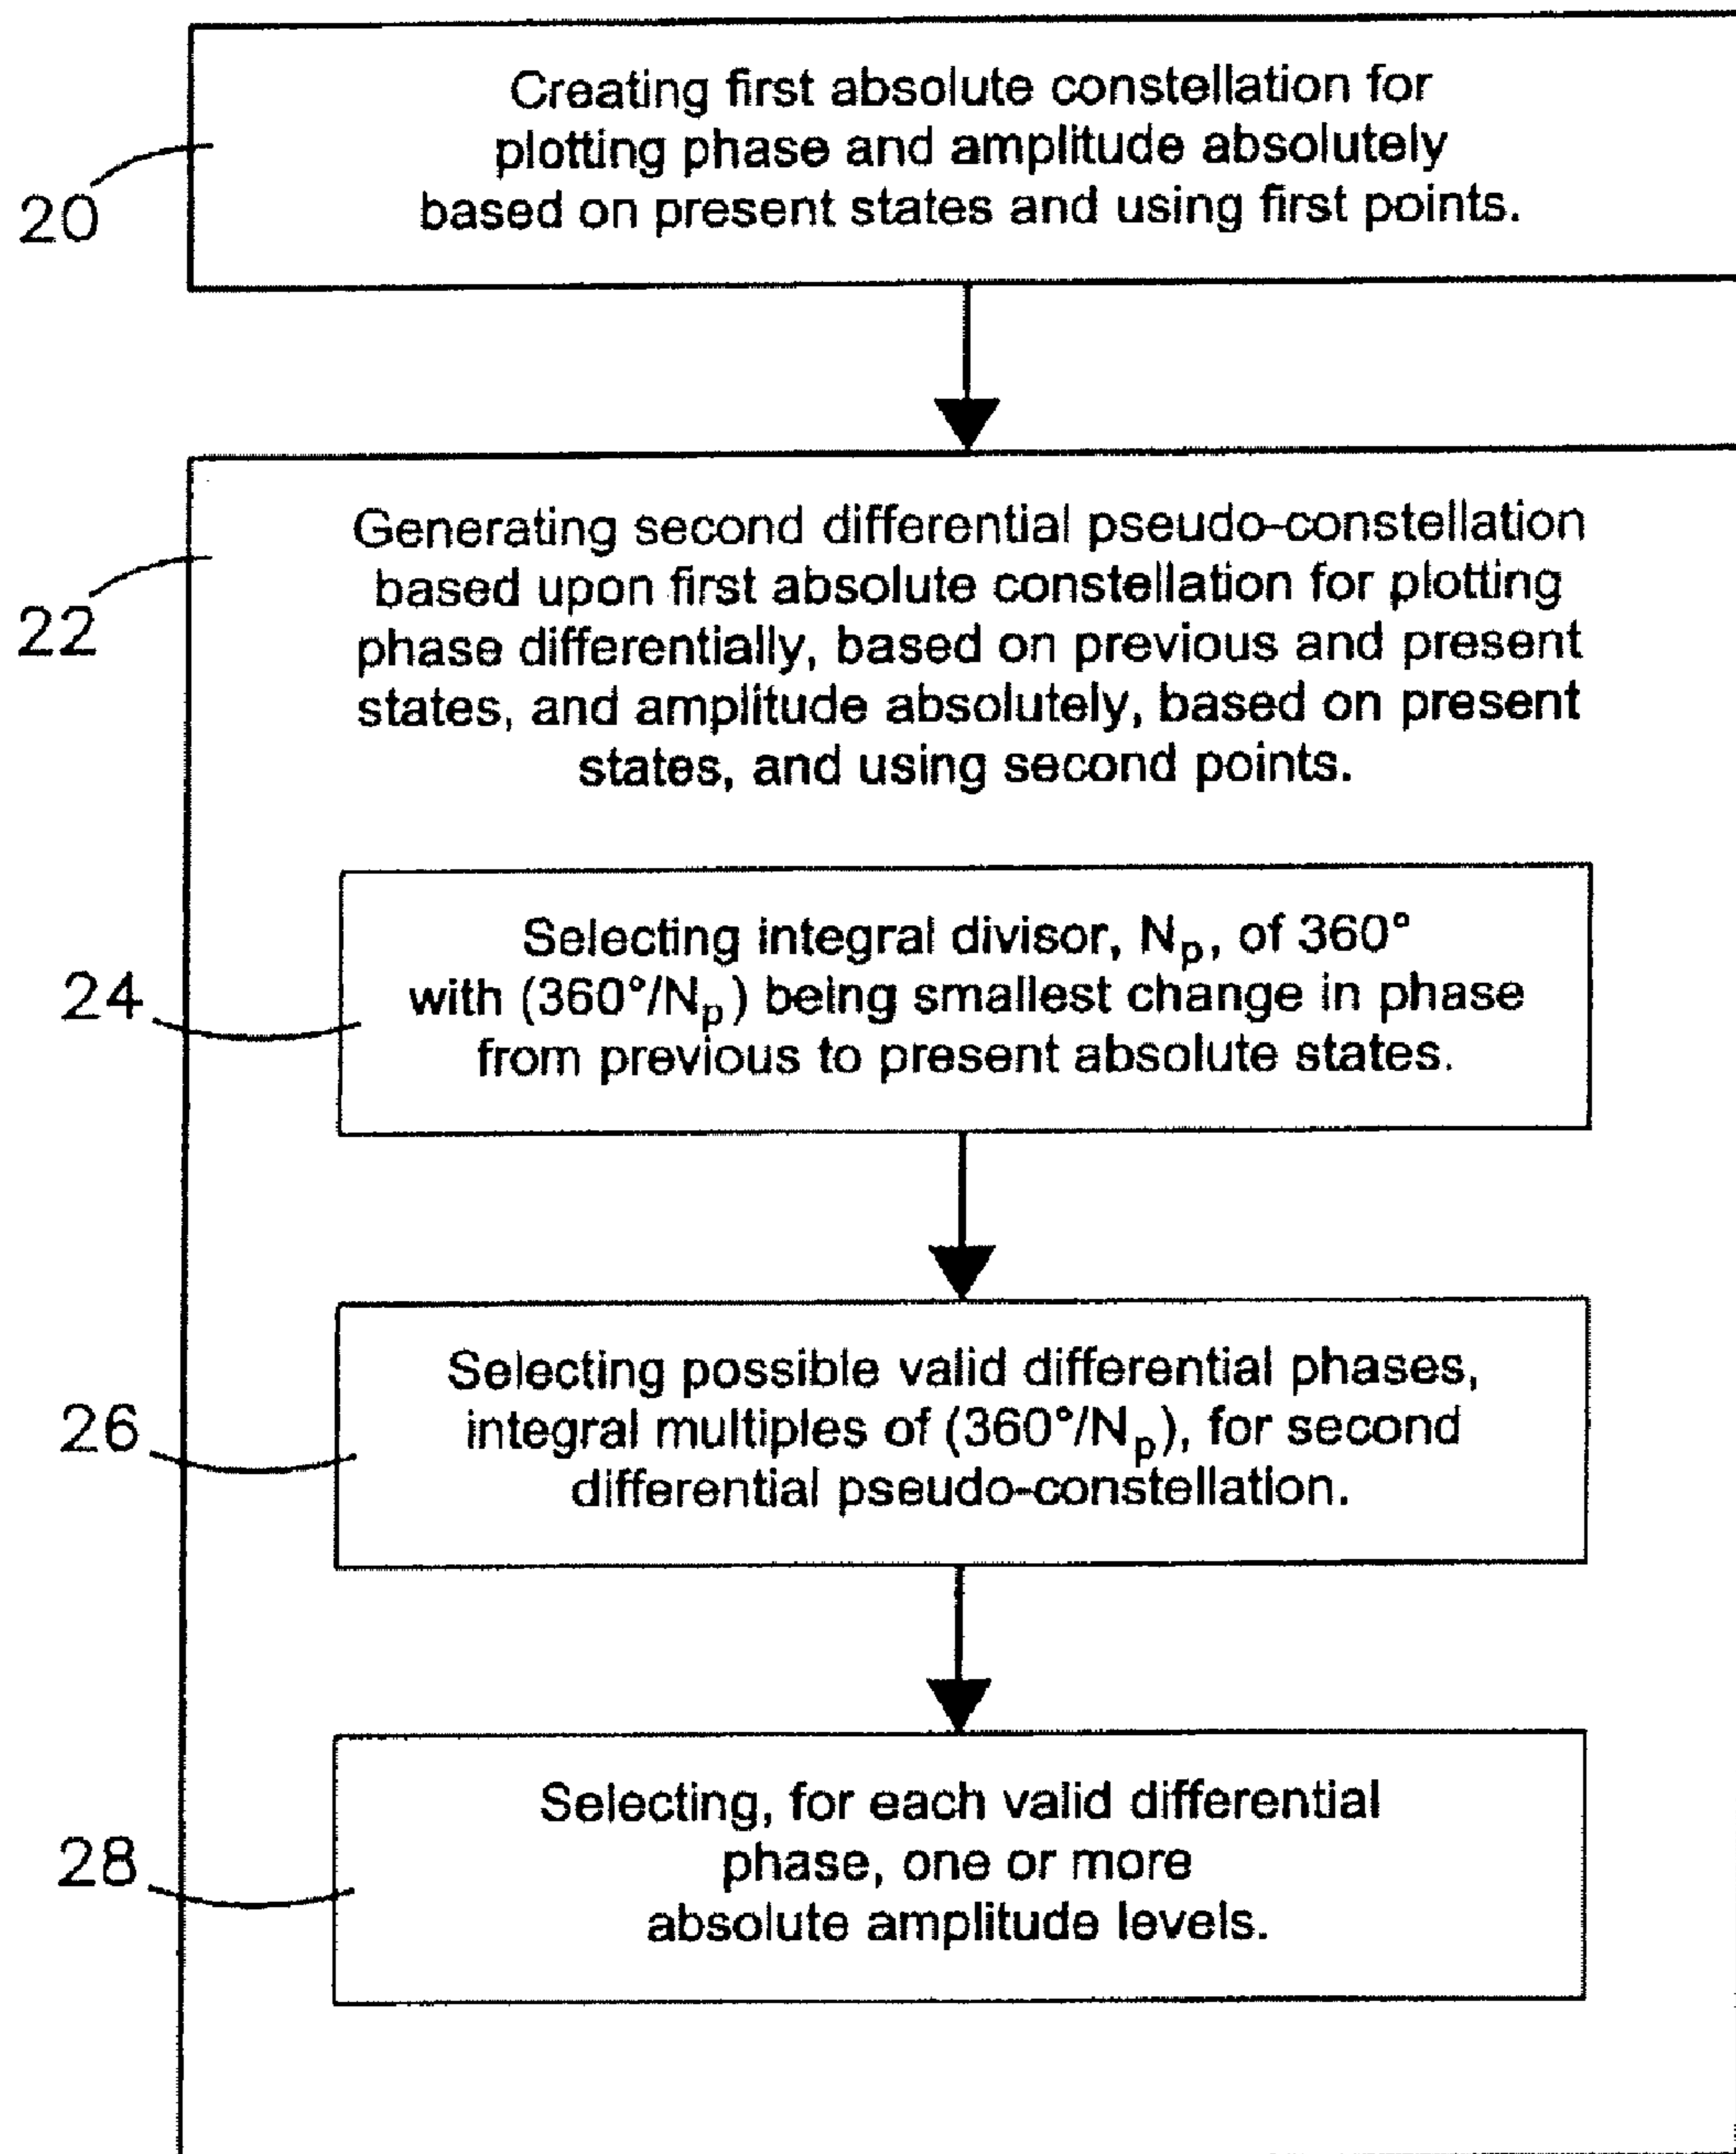 Creating first absolute constellation for
plotting phase and amplitude absolutely
based on present states and using first points.
20
Generating second differential pseudo-constellation
based upon first absolute constellation for plotting
phase differentially, based on previous and present
states, and amplitude absolutely, based on present
states, and using second points.
22
Selecting integral divisor, Nₚ, of 360°
with (360°/Nₚ) being smallest change in phase
from previous to present absolute states.
24
Selecting possible valid differential phases,
integral multiples of (360°/Nₚ), for second
differential pseudo-constellation.
26
Selecting, for each valid differential
phase, one or more
absolute amplitude levels.
28